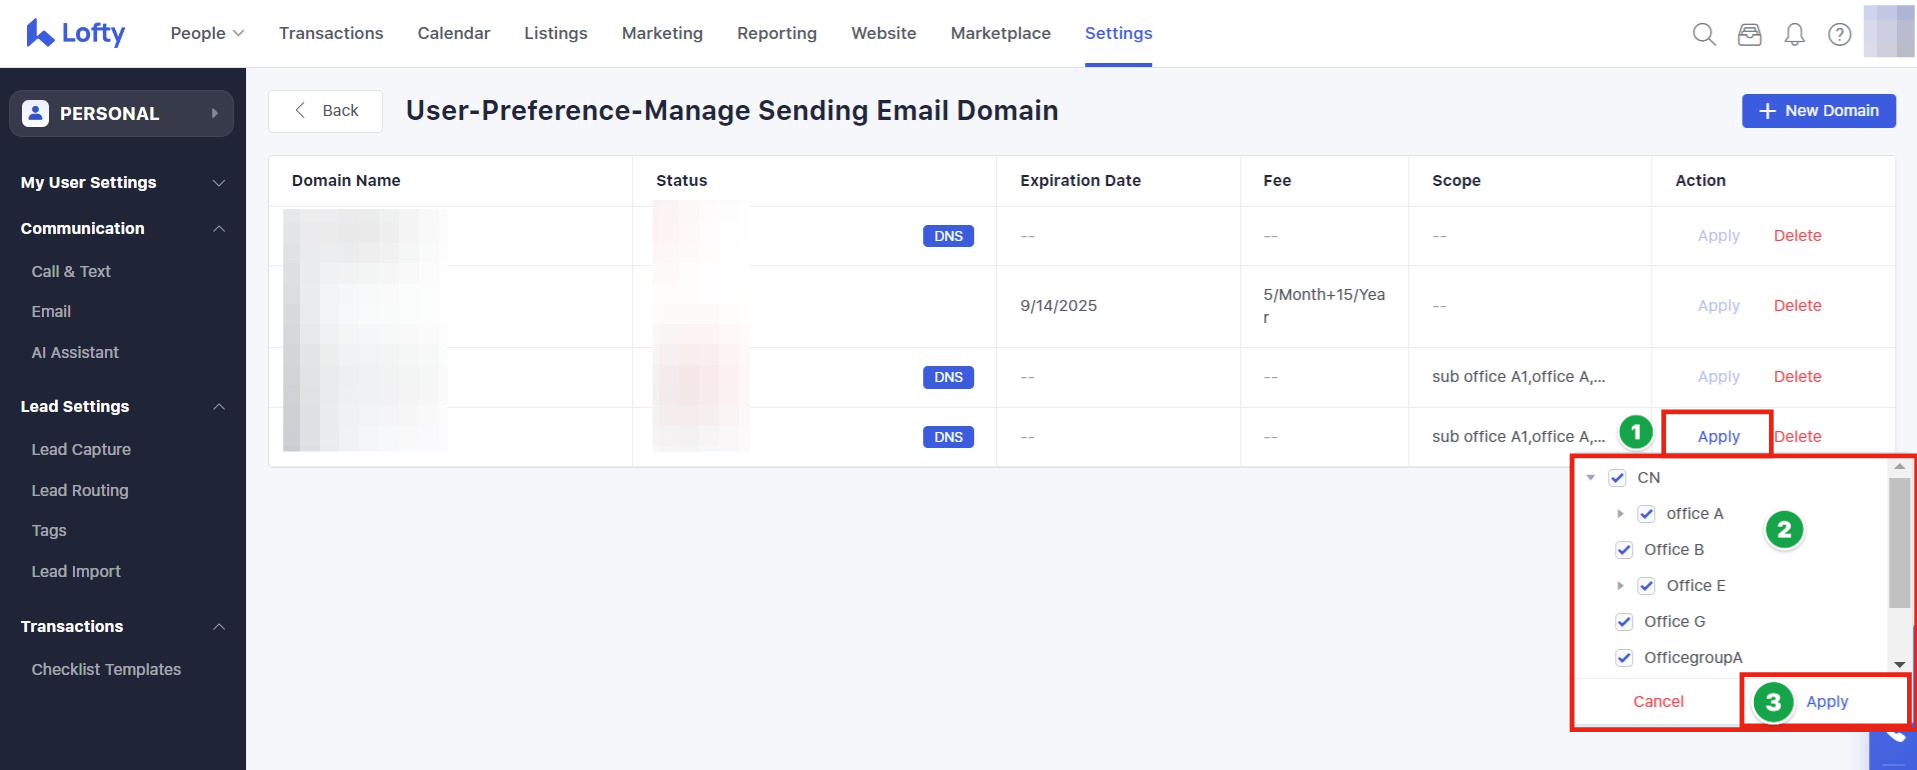 Lofty
People
Transactions
Calendar
Listings
Marketing
Reporting
Website
Marketplace
Settings
PERSONAL
My User Settings
Communication
Call & Text
Email
AI Assistant
Lead Settings
Lead Capture
Lead Routing
Tags
Lead Import
Transactions
Checklist Templates
Back
User-Preference-Manage Sending Email Domain
+ New Domain
Domain Name Status Expiration Date Fee Scope Action
DNS -- -- -- Apply Delete
9/14/2025 5/Month+15/Yea
r -- Apply Delete
DNS -- -- sub office A1,office A,... Apply Delete
DNS -- -- sub office A1,office A,... 1 Apply Delete
CN
office A
2
Office B
Office E
Office G
OfficegroupA
Cancel 3 Apply